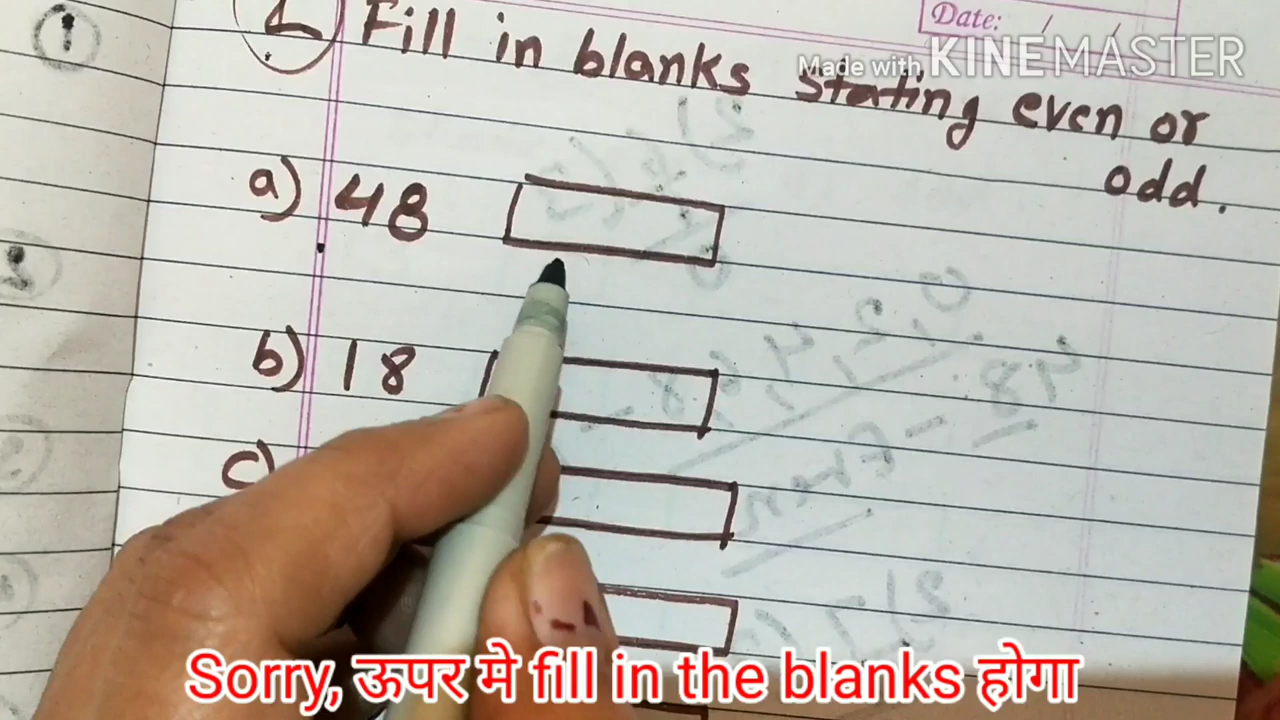 Date: / /
Made with KINEMASTER
1 Fill in blanks stating even or
odd.
a) 48
b) 18
c)
Sorry, ऊपर मे fill in the blanks होगा